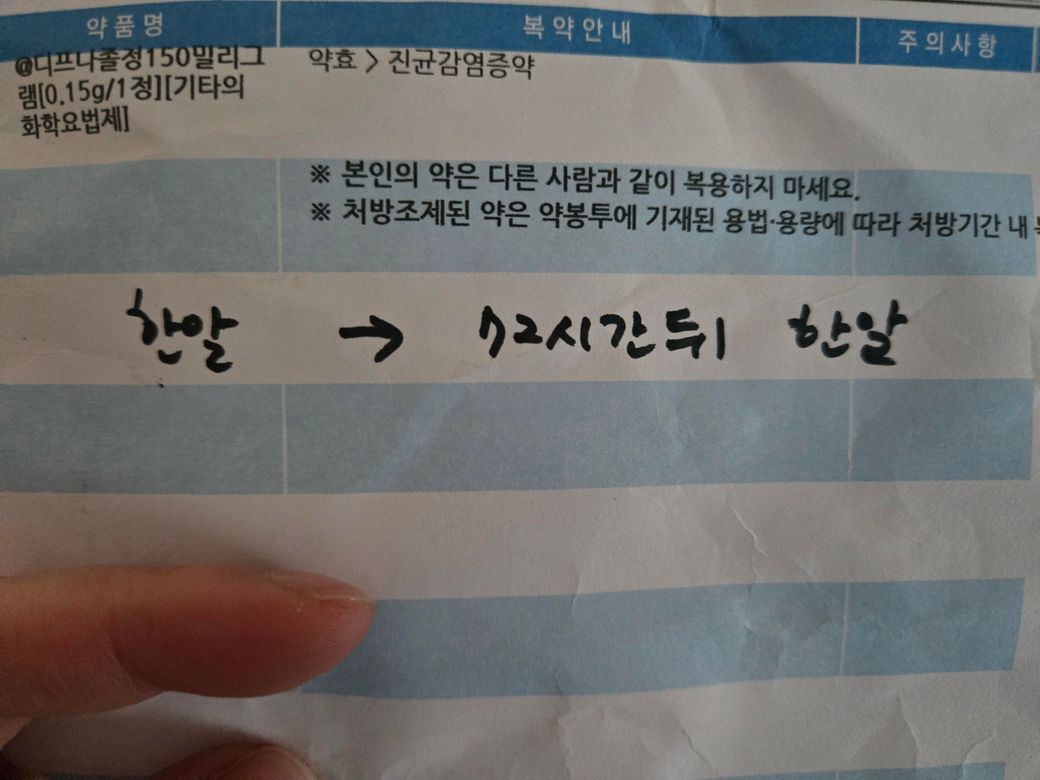 약품명 복약안내 주의사항
@디프나졸정150밀리그 약효 > 진균감염증약
램[0.15g/1정][기타의
화학요법제]
※ 본인의 약은 다른 사람과 같이 복용하지 마세요.
※ 처방조제된 약은 약봉투에 기재된 용법·용량에 따라 처방기간 내
한알 → 72시간뒤 한알